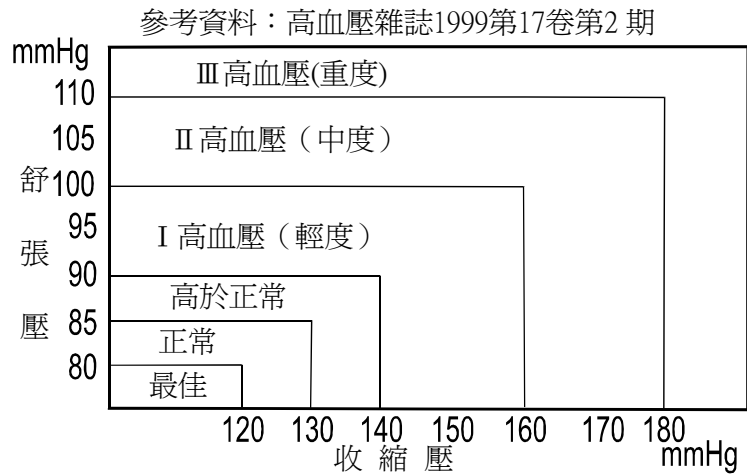 參考資料：高血壓雜誌1999第17卷第2 期
mmHg
Ⅲ高血壓(重度)
110
105
Ⅱ高血壓（中度）
舒張壓
100
95
Ⅰ高血壓（輕度）
90
高於正常
85
正常
80
最佳
120 130 140 150 160 170 180
收縮壓
mmHg